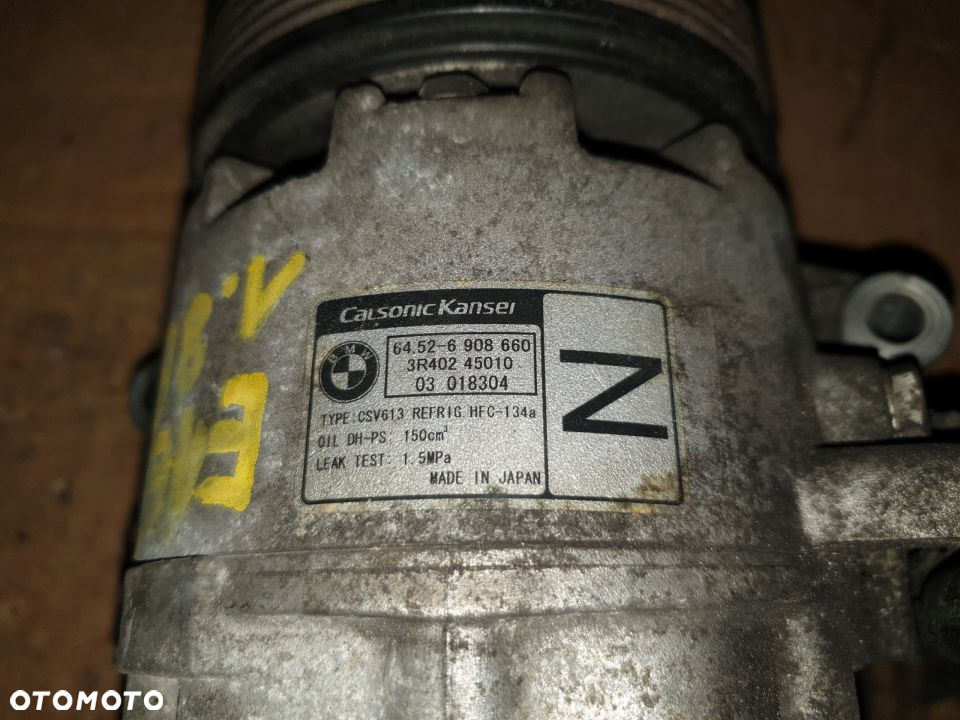 CalsonicKansei
BMW
64.52-6 908 660
3R402 45010
03 018304
TYPE:CSV613 REFRIG.HFC-134a
OIL DH-PS: 150cm³
LEAK TEST: 1.5MPa
MADE IN JAPAN
N
OTOMOTO